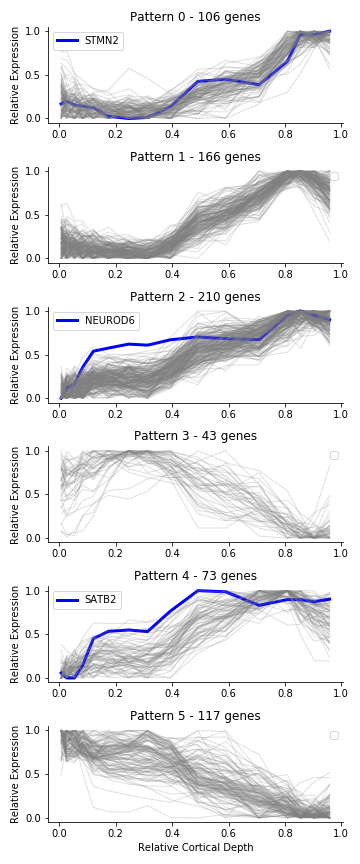 Pattern 0 - 106 genes
STMN2
Relative Expression
1.0
0.5
0.0
0.0 0.2 0.4 0.6 0.8 1.0
Pattern 1 - 166 genes
Relative Expression
1.0
0.5
0.0
0.0 0.2 0.4 0.6 0.8 1.0
Pattern 2 - 210 genes
NEUROD6
Relative Expression
1.0
0.5
0.0
0.0 0.2 0.4 0.6 0.8 1.0
Pattern 3 - 43 genes
Relative Expression
1.0
0.5
0.0
0.0 0.2 0.4 0.6 0.8 1.0
Pattern 4 - 73 genes
SATB2
Relative Expression
1.0
0.5
0.0
0.0 0.2 0.4 0.6 0.8 1.0
Pattern 5 - 117 genes
Relative Expression
1.0
0.5
0.0
0.0 0.2 0.4 0.6 0.8 1.0
Relative Cortical Depth